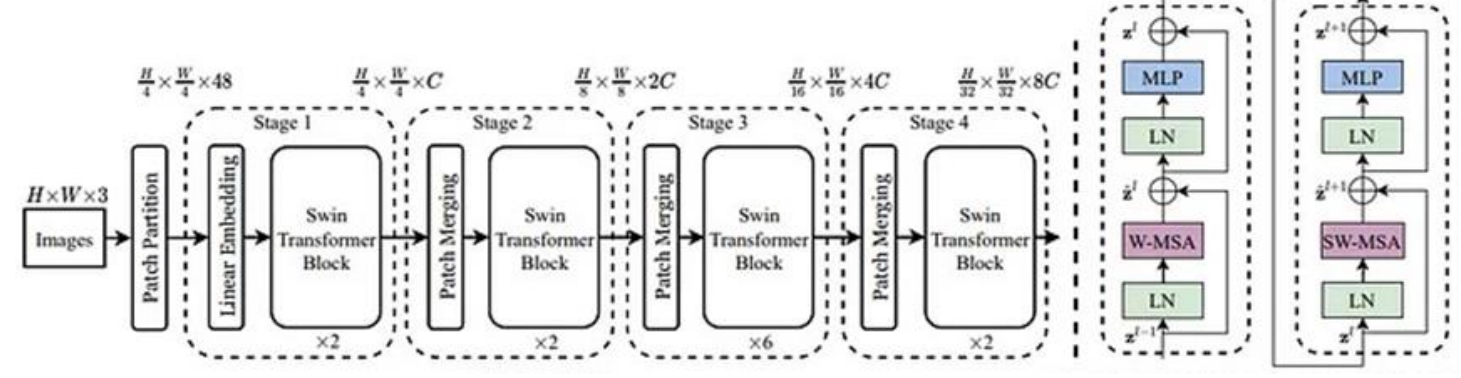 H/4 × W/4 × 48
H/4 × W/4 × C
H/8 × W/8 × 2C
H/16 × W/16 × 4C
H/32 × W/32 × 8C
Stage 1
Stage 2
Stage 3
Stage 4
H×W×3
Images
Patch Partition
Linear Embedding
Swin
Transformer
Block
×2
Patch Merging
Swin
Transformer
Block
×2
Patch Merging
Swin
Transformer
Block
×6
Patch Merging
Swin
Transformer
Block
×2
z^l
MLP
LN
ẑ^l
W-MSA
LN
z^{l-1}
z^{l+1}
MLP
LN
ẑ^{l+1}
SW-MSA
LN
z^l